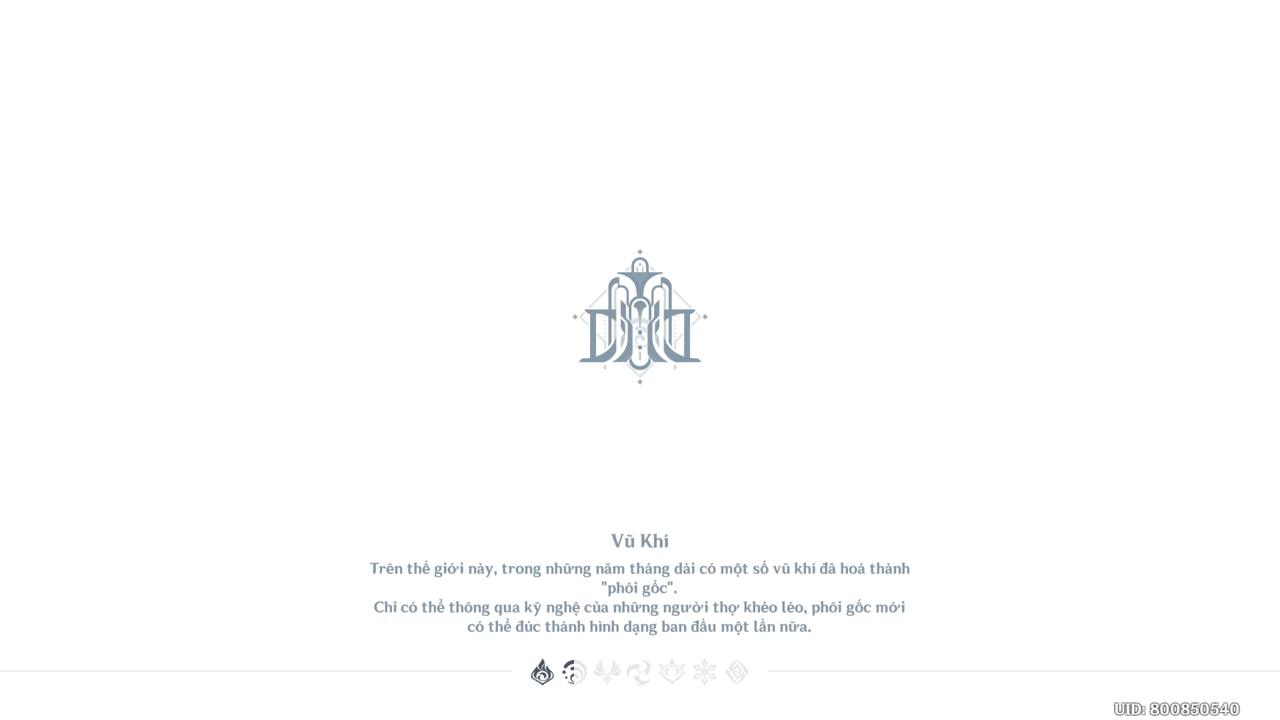 Vũ Khí
Trên thế giới này, trong những năm tháng dài có một số vũ khí đã hoá thành
"phôi gốc".
Chỉ có thể thông qua kỹ nghệ của những người thợ khéo léo, phôi gốc mới
có thể đúc thành hình dạng ban đầu một lần nữa.
UID: 800850540